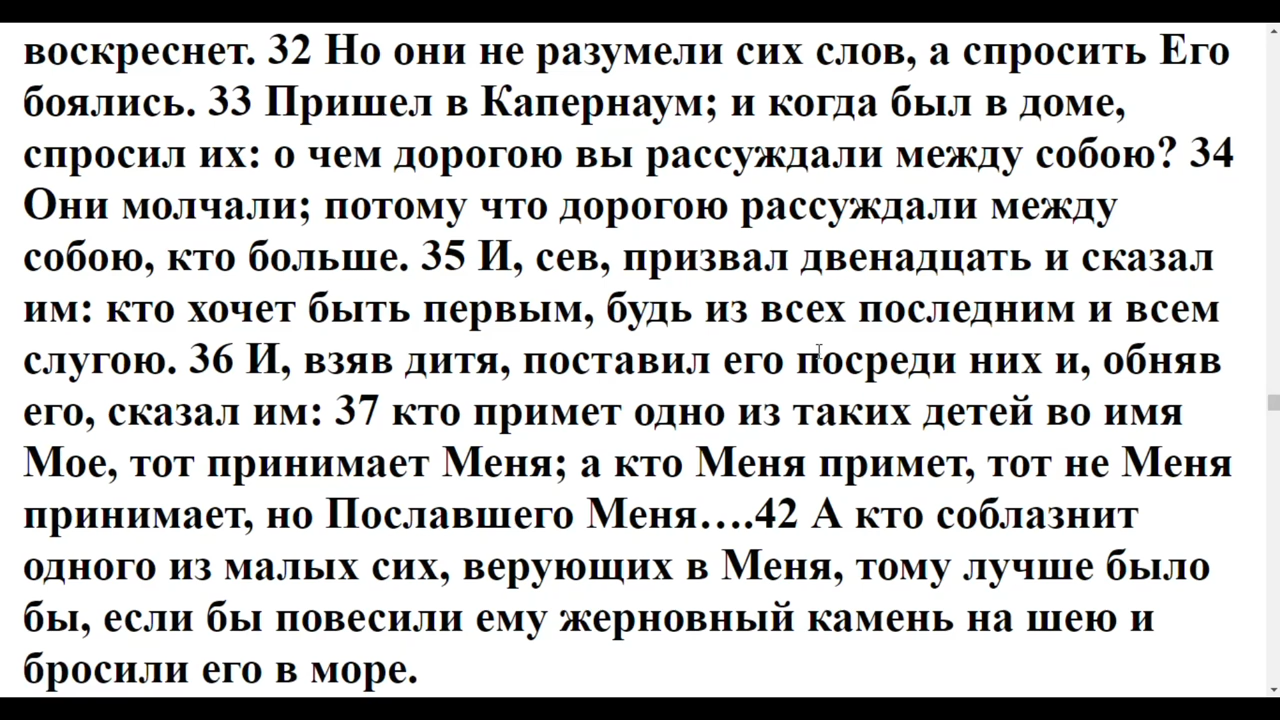 воскреснет. 32 Но они не разумели сих слов, а спросить Его
боялись. 33 Пришел в Капернаум; и когда был в доме,
спросил их: о чем дорогою вы рассуждали между собою? 34
Они молчали; потому что дорогою рассуждали между
собою, кто больше. 35 И, сев, призвал двенадцать и сказал
им: кто хочет быть первым, будь из всех последним и всем
слугою. 36 И, взяв дитя, поставил его посреди них и, обняв
его, сказал им: 37 кто примет одно из таких детей во имя
Мое, тот принимает Меня; а кто Меня примет, тот не Меня
принимает, но Пославшего Меня….42 А кто соблазнит
одного из малых сих, верующих в Меня, тому лучше было
бы, если бы повесили ему жерновный камень на шею и
бросили его в море.